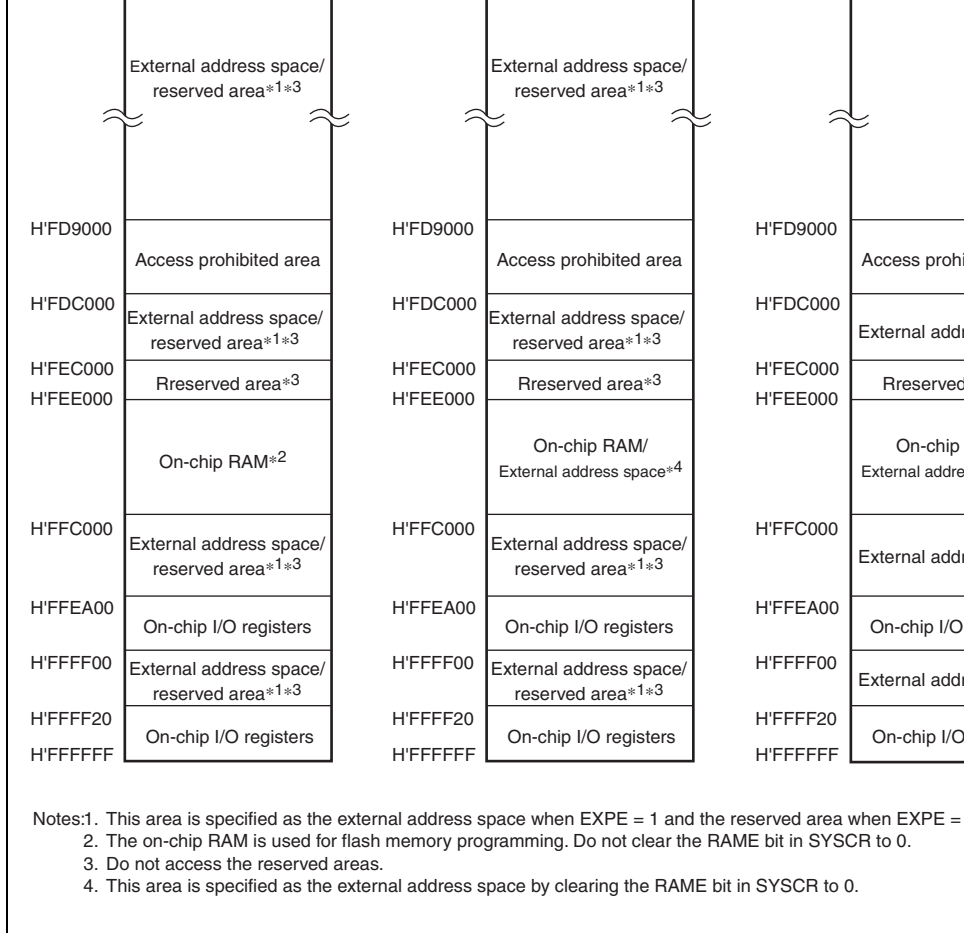 External address space/
reserved area*1*3
H'FD9000
Access prohibited area
H'FDC000
External address space/
reserved area*1*3
H'FEC000
Rreserved area*3
H'FEE000
On-chip RAM*2
H'FFC000
External address space/
reserved area*1*3
H'FFEA00
On-chip I/O registers
H'FFFF00
External address space/
reserved area*1*3
H'FFFF20
On-chip I/O registers
H'FFFFFF
External address space/
reserved area*1*3
H'FD9000
Access prohibited area
H'FDC000
External address space/
reserved area*1*3
H'FEC000
Rreserved area*3
H'FEE000
On-chip RAM/
External address space*4
H'FFC000
External address space/
reserved area*1*3
H'FFEA00
On-chip I/O registers
H'FFFF00
External address space/
reserved area*1*3
H'FFFF20
On-chip I/O registers
H'FFFFFF
H'FD9000
Access
H'FDC000
External
H'FEC000
Rreserved
H'FEE000
On-chip
External
H'FFC000
External
H'FFEA00
On-chip I/O
H'FFFF00
External
H'FFFF20
On-chip I/O
H'FFFFFF
Notes:1. This area is specified as the external address space when EXPE = 1 and the reserved area when EXPE =
2. The on-chip RAM is used for flash memory programming. Do not clear the RAME bit in SYSCR to 0.
3. Do not access the reserved areas.
4. This area is specified as the external address space by clearing the RAME bit in SYSCR to 0.